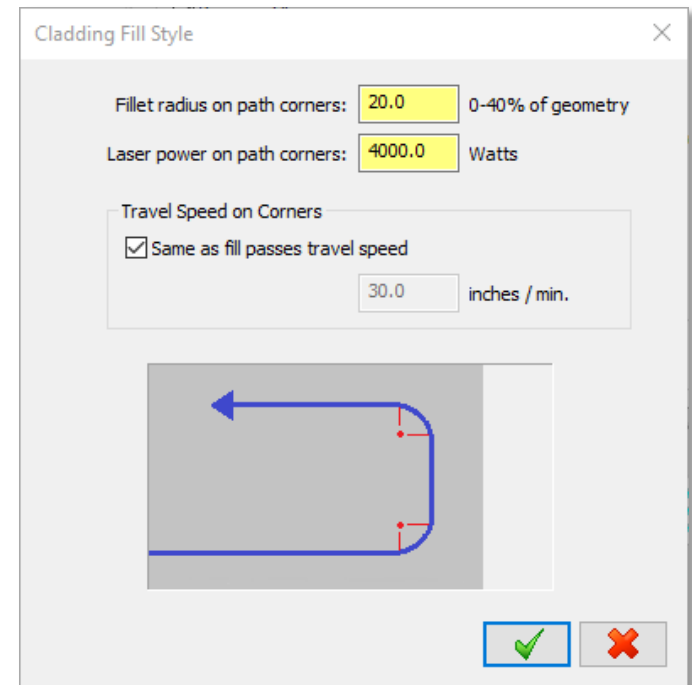 Cladding Fill Style
Fillet radius on path corners: 20.0 0-40% of geometry
Laser power on path corners: 4000.0 Watts
Travel Speed on Corners
Same as fill passes travel speed
30.0 inches / min.